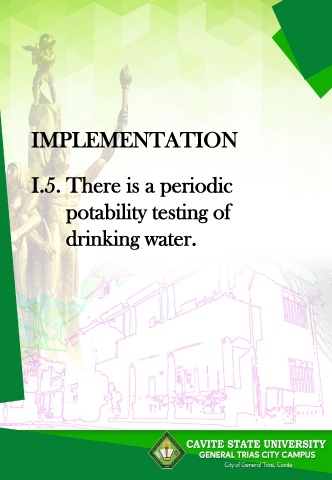 IMPLEMENTATION
I.5. There is a periodic
potability testing of
drinking water.
CAVITE STATE UNIVERSITY
GENERAL TRIAS CITY CAMPUS
City of General Trias, Cavite